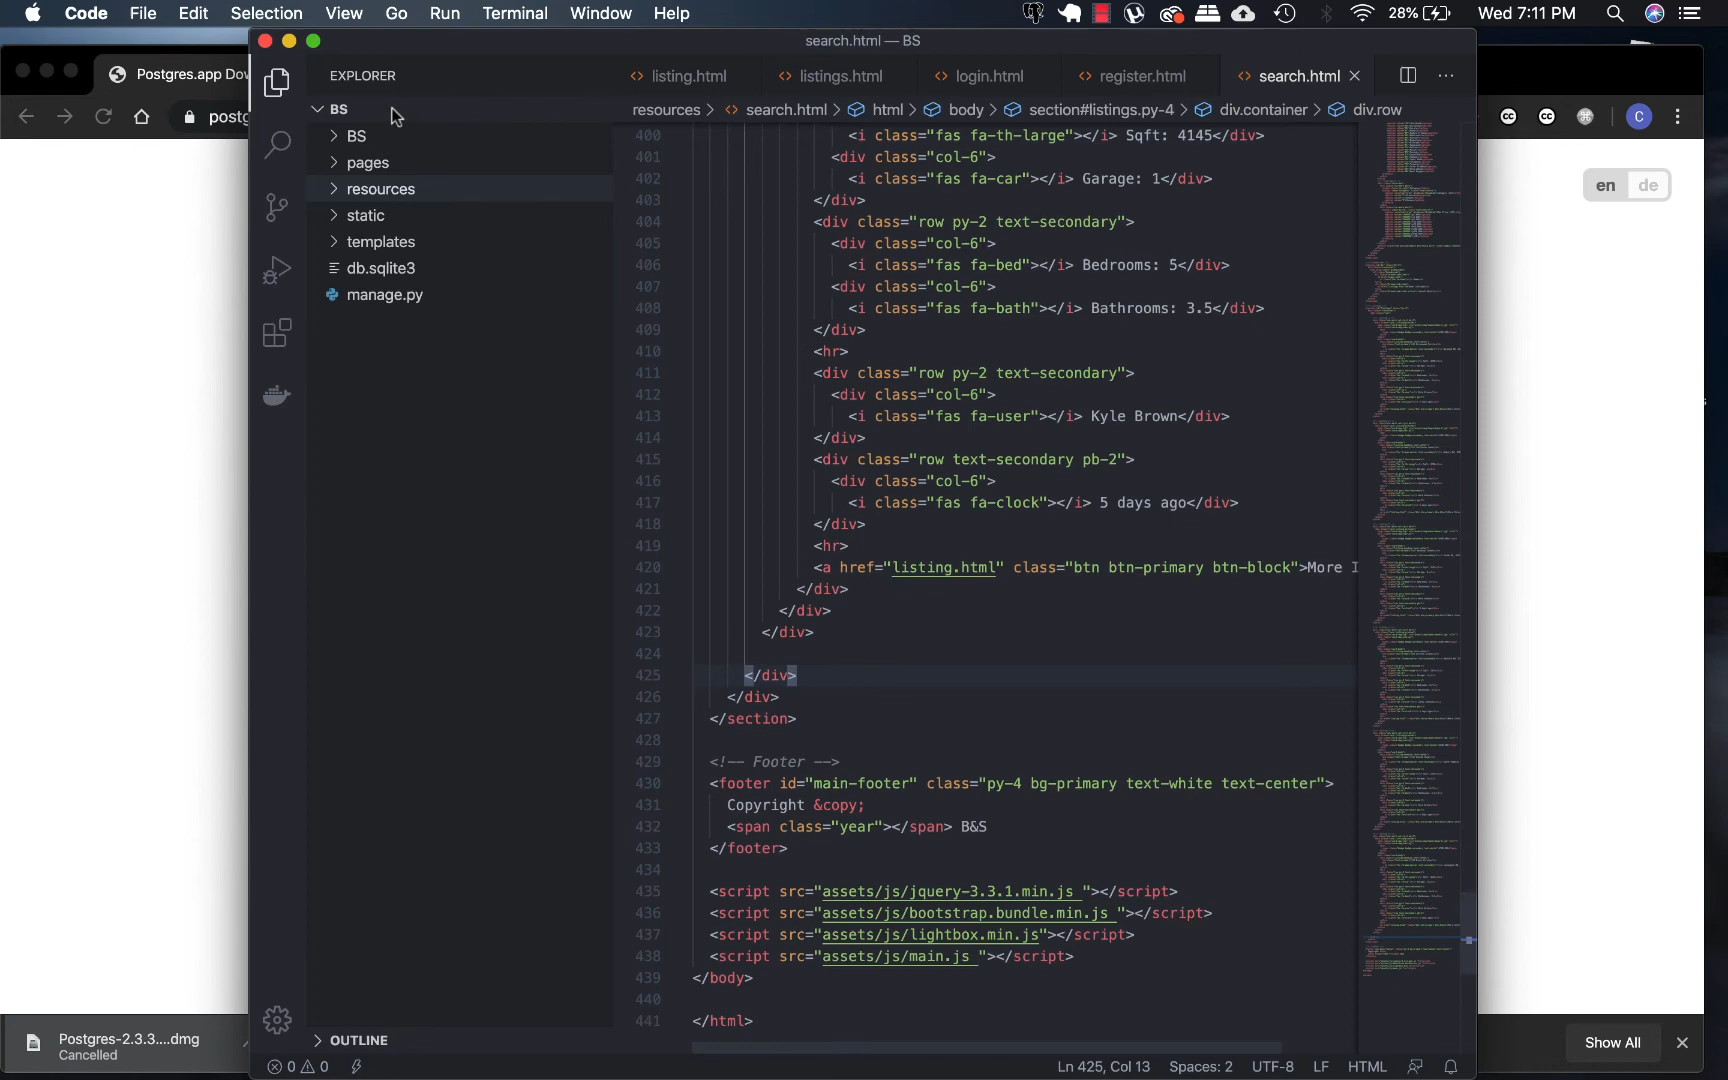 Code File Edit Selection View Go Run Terminal Window Help 28% Wed 7:11 PM
search.html — BS
Postgres.app Dov
postg
C
en de
EXPLORER
BS
BS
pages
resources
static
templates
db.sqlite3
manage.py
OUTLINE
listing.html listings.html login.html register.html search.html
resources > search.html > html > body > section#listings.py-4 > div.container > div.row
400 <i class="fas fa-th-large"></i> Sqft: 4145</div>
401 <div class="col-6">
402 <i class="fas fa-car"></i> Garage: 1</div>
403 </div>
404 <div class="row py-2 text-secondary">
405 <div class="col-6">
406 <i class="fas fa-bed"></i> Bedrooms: 5</div>
407 <div class="col-6">
408 <i class="fas fa-bath"></i> Bathrooms: 3.5</div>
409 </div>
410 <hr>
411 <div class="row py-2 text-secondary">
412 <div class="col-6">
413 <i class="fas fa-user"></i> Kyle Brown</div>
414 </div>
415 <div class="row text-secondary pb-2">
416 <div class="col-6">
417 <i class="fas fa-clock"></i> 5 days ago</div>
418 </div>
419 <hr>
420 <a href="listing.html" class="btn btn-primary btn-block">More I
421 </div>
422 </div>
423 </div>
424
425 </div>
426 </div>
427 </section>
428
429 <!-- Footer -->
430 <footer id="main-footer" class="py-4 bg-primary text-white text-center">
431 Copyright &copy;
432 <span class="year"></span> B&S
433 </footer>
434
435 <script src="assets/js/jquery-3.3.1.min.js "></script>
436 <script src="assets/js/bootstrap.bundle.min.js "></script>
437 <script src="assets/js/lightbox.min.js"></script>
438 <script src="assets/js/main.js "></script>
439 </body>
440
441 </html>
Postgres-2.3.3....dmg
Cancelled
Show All
0 0 Ln 425, Col 13 Spaces: 2 UTF-8 LF HTML